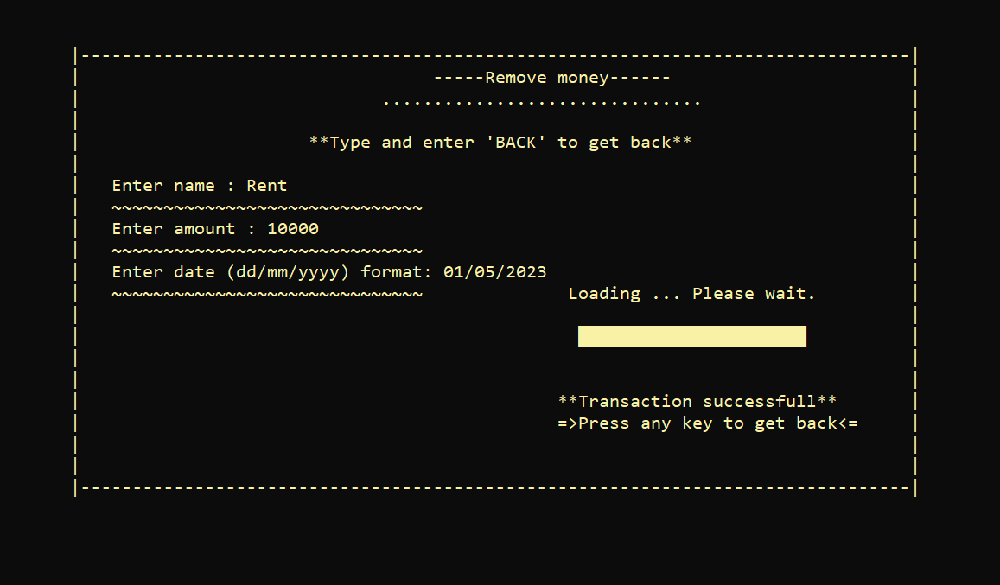 -----Remove money------
...............................
**Type and enter 'BACK' to get back**
Enter name : Rent
~~~~~~~~~~~~~~~~~~~~~~~~~~~~~~
Enter amount : 10000
~~~~~~~~~~~~~~~~~~~~~~~~~~~~~~
Enter date (dd/mm/yyyy) format: 01/05/2023
~~~~~~~~~~~~~~~~~~~~~~~~~~~~~~
Loading ... Please wait.
**Transaction successfull**
=>Press any key to get back<=